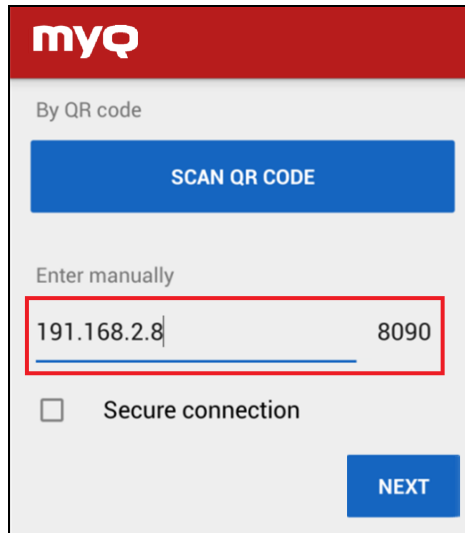 myQ
By QR code
SCAN QR CODE
Enter manually
191.168.2.8 8090
Secure connection
NEXT